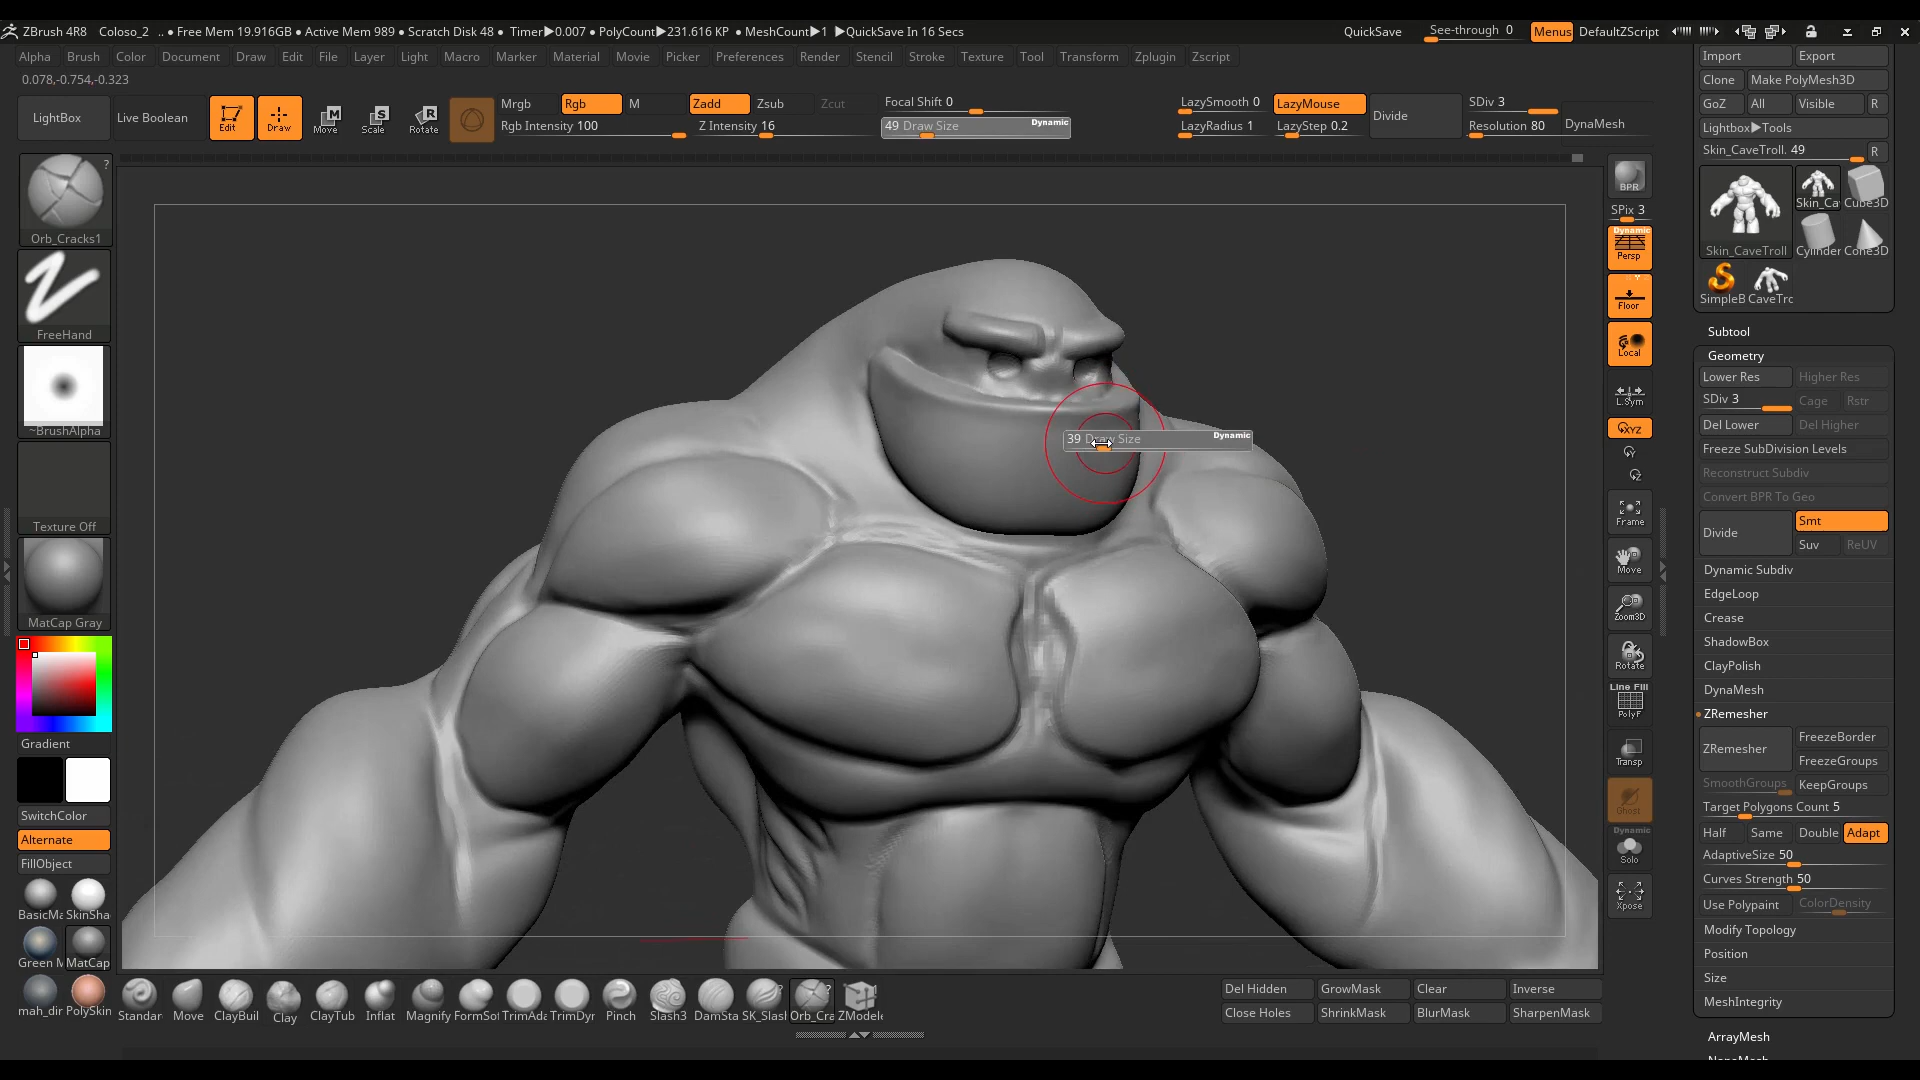 ZBrush 4R8 Coloso_2 .. ● Free Mem 19.916GB ● Active Mem 989 ● Scratch Disk 48 ● Timer▶0.007 ● PolyCount▶231.616 KP ● MeshCount▶1 ▶QuickSave In 16 Secs QuickSave See-through 0 Menus DefaultZScript
Alpha Brush Color Document Draw Edit File Layer Light Macro Marker Material Movie Picker Preferences Render Stencil Stroke Texture Tool Transform Zplugin Zscript
0.078,-0.754,-0.323
LightBox
Live Boolean
Edit
Draw
Move
Scale
Rotate
Mrgb Rgb M Zadd Zsub Zcut
Rgb Intensity 100 Z Intensity 16
Focal Shift 0
49 Draw Size Dynamic
LazySmooth 0 LazyMouse
LazyRadius 1 LazyStep 0.2
Divide
SDiv 3
Resolution 80
DynaMesh
?
Orb_Cracks1
FreeHand
~BrushAlpha
Texture Off
MatCap Gray
Gradient
SwitchColor
Alternate
FillObject
BasicMa SkinSha
Green M MatCap
mah_dir PolySkin
39 Draw Size Dynamic
BPR
SPix 3
Dynamic
Persp
Floor
Local
L.Sym
XYZ
Y
Z
Frame
Move
Zoom3D
Rotate
Line Fill
PolyF
Transp
Ghost
Dynamic
Solo
Xpose
Import Export
Clone Make PolyMesh3D
GoZ All Visible R
Lightbox▶Tools
Skin_CaveTroll. 49 R
Skin_CaveTroll
Skin_Ca Cube3D
Cylinder Cone3D
SimpleB CaveTrc
Subtool
Geometry
Lower Res Higher Res
SDiv 3 Cage Rstr
Del Lower Del Higher
Freeze SubDivision Levels
Reconstruct Subdiv
Convert BPR To Geo
Divide Smt
Suv ReUV
Dynamic Subdiv
EdgeLoop
Crease
ShadowBox
ClayPolish
DynaMesh
ZRemesher
ZRemesher FreezeBorder
FreezeGroups
SmoothGroups KeepGroups
Target Polygons Count 5
Half Same Double Adapt
AdaptiveSize 50
Curves Strength 50
Use Polypaint ColorDensity
Modify Topology
Position
Size
MeshIntegrity
ArrayMesh
Standar Move ClayBuil Clay ClayTub Inflat Magnify FormSo TrimAda TrimDyr Pinch Slash3 DamSta SK_Slasl Orb_Cra ZModele
Del Hidden GrowMask Clear Inverse
Close Holes ShrinkMask BlurMask SharpenMask